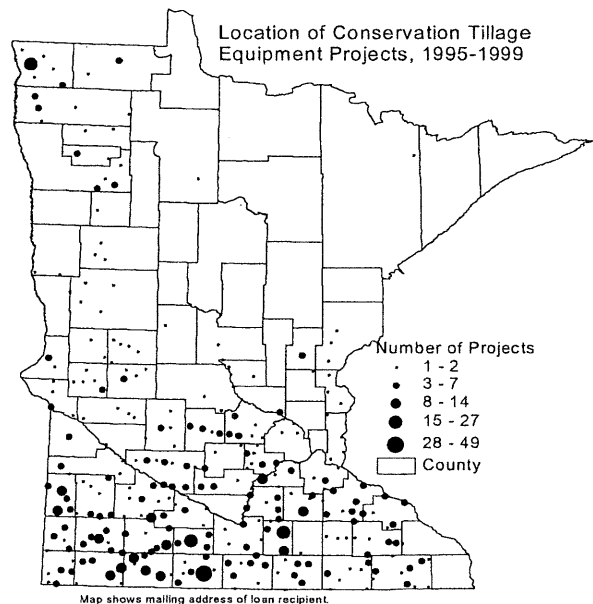 Location of Conservation Tillage
Equipment Projects, 1995-1999
Number of Projects
1 - 2
3 - 7
8 - 14
15 - 27
28 - 49
County
Map shows mailing address of loan recipient.